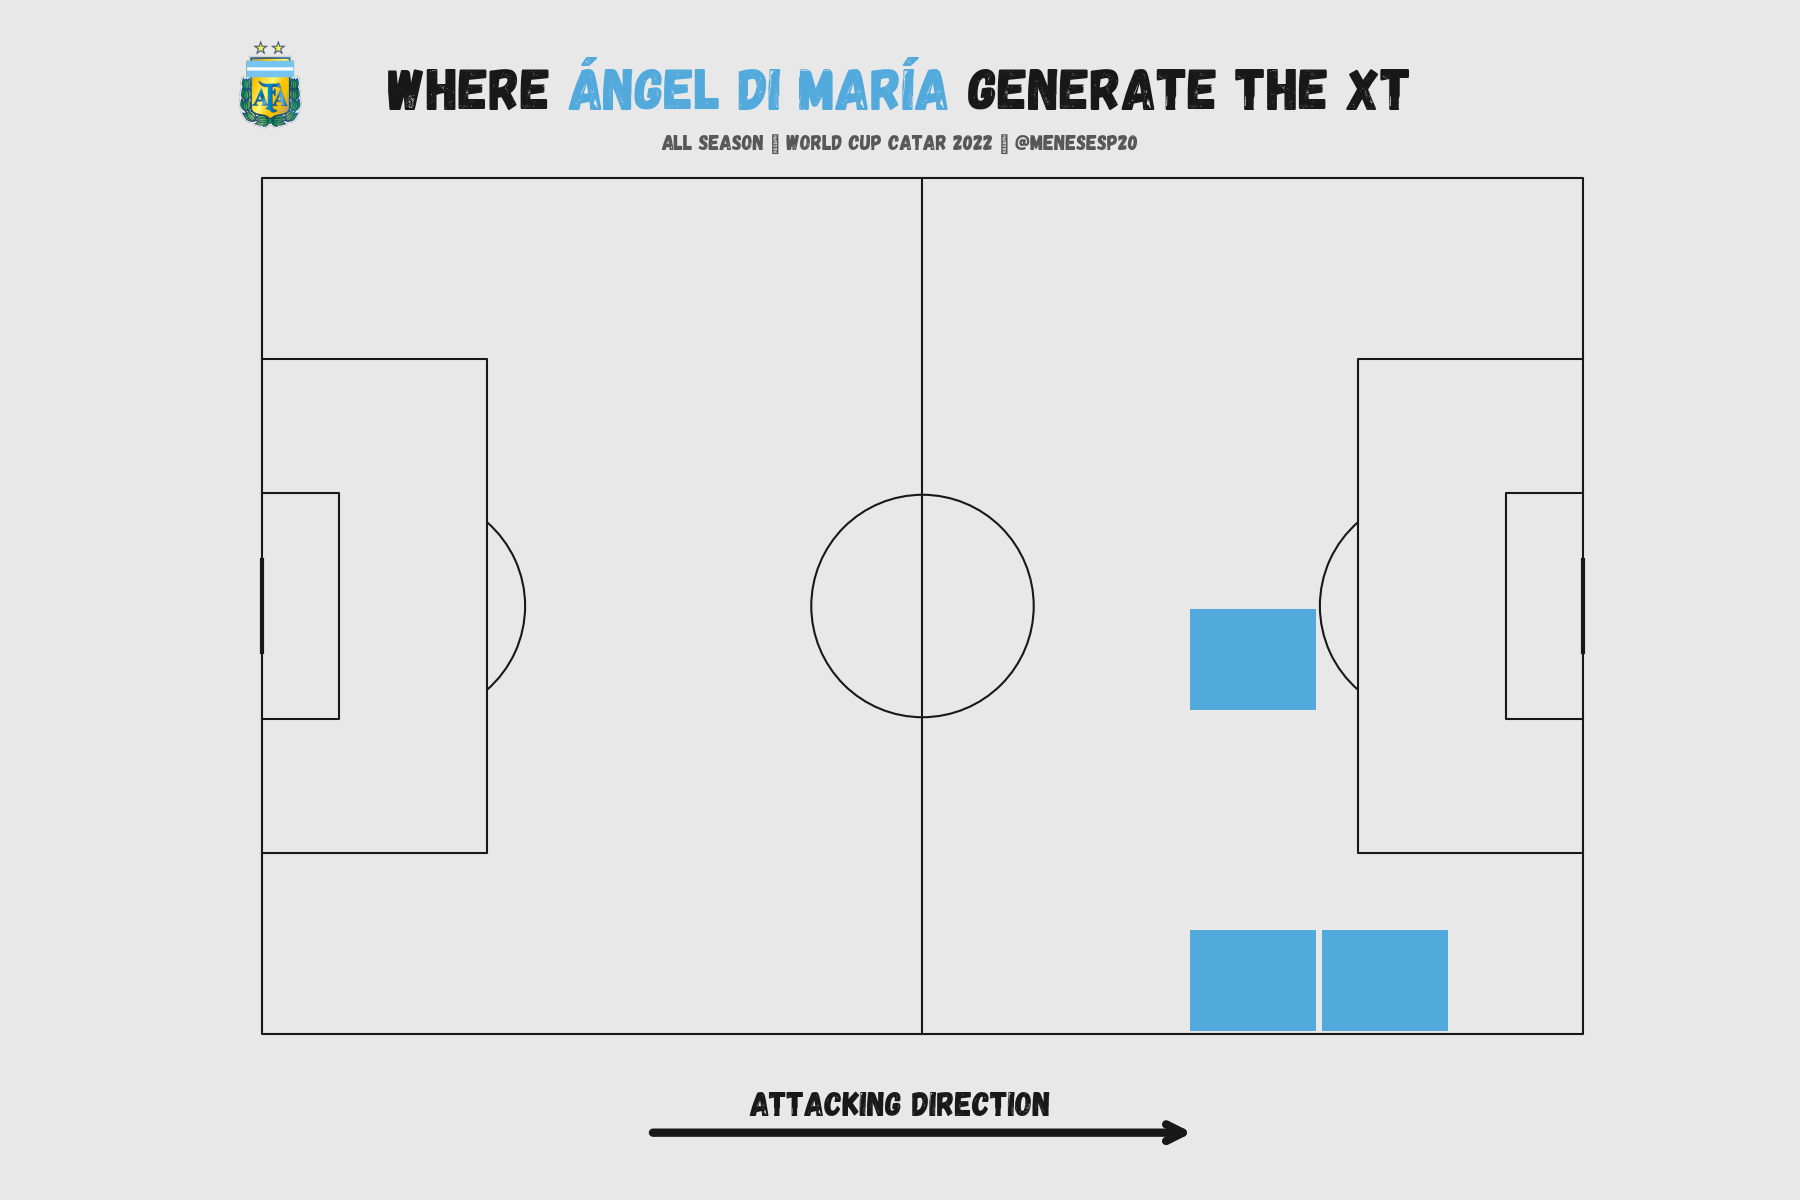 WHERE ÁNGEL DI MARÍA GENERATE THE XT
ALL SEASON ▯ WORLD CUP CATAR 2022 ▯ @MENESESP20
AFA
ATTACKING DIRECTION